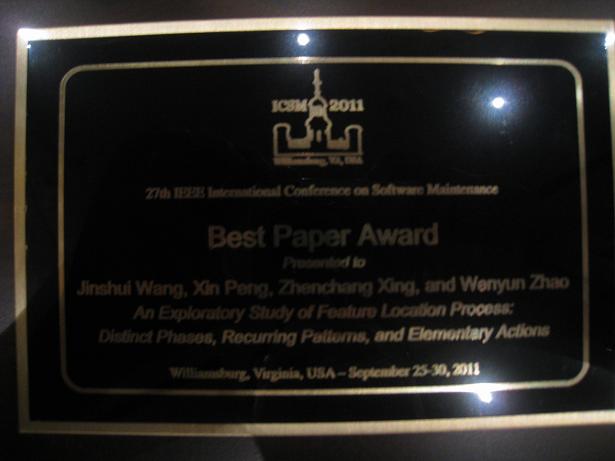 ICSM 2011
Williamsburg, VA, USA
27th IEEE International Conference on Software Maintenance
Best Paper Award
Presented to
Jinshui Wang, Xin Peng, Zhenchang Xing, and Wenyun Zhao
An Exploratory Study of Feature Location Process:
Distinct Phases, Recurring Patterns, and Elementary Actions
Williamsburg, Virginia, USA – September 25-30, 2011